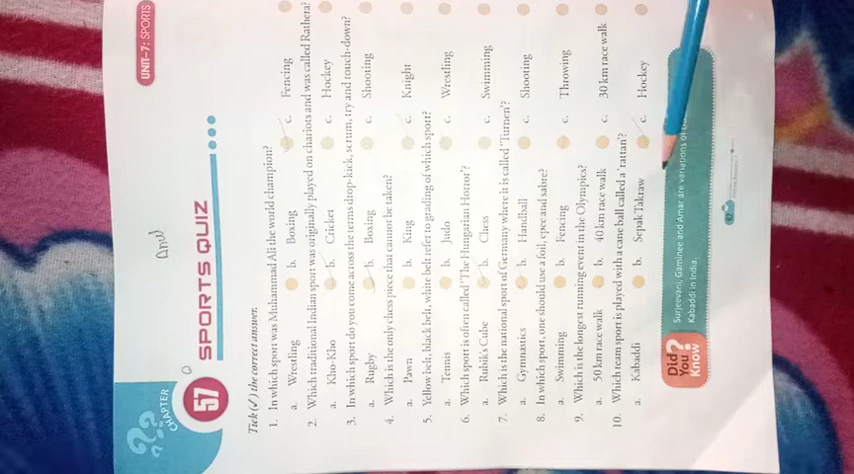 UNIT-7: SPORTS
CHAPTER
57
SPORTS QUIZ
Tick (✓) the correct answer.
1. In which sport was Muhammad Ali the world champion?
a. Wrestling b. Boxing c. Fencing
2. Which traditional Indian sport was originally played on chariots and was called Rathera?
a. Kho-Kho b. Cricket c. Hockey
3. In which sport do you come across the terms drop-kick, scrum, try and touch-down?
a. Rugby b. Boxing c. Shooting
4. Which is the only chess piece that cannot be taken?
a. Pawn b. King c. Knight
5. Yellow belt, black belt, white belt refer to grading of which sport?
a. Tennis b. Judo c. Wrestling
6. Which sport is often called 'The Hungarian Horror'?
a. Rubik's Cube b. Chess c. Swimming
7. Which is the national sport of Germany where it is called 'Turnen'?
a. Gymnastics b. Handball c. Shooting
8. In which sport, one should use a foil, epee and sabre?
a. Swimming b. Fencing c. Throwing
9. Which is the longest running event in the Olympics?
a. 50 km race walk b. 40 km race walk c. 30 km race walk
10. Which team sport is played with a cane ball called a 'rattan'?
a. Kabaddi b. Sepak Takraw c. Hockey
Did
You
Know
?
Surjeevani, Gaminee and Amar are variations of
Kabaddi in India.